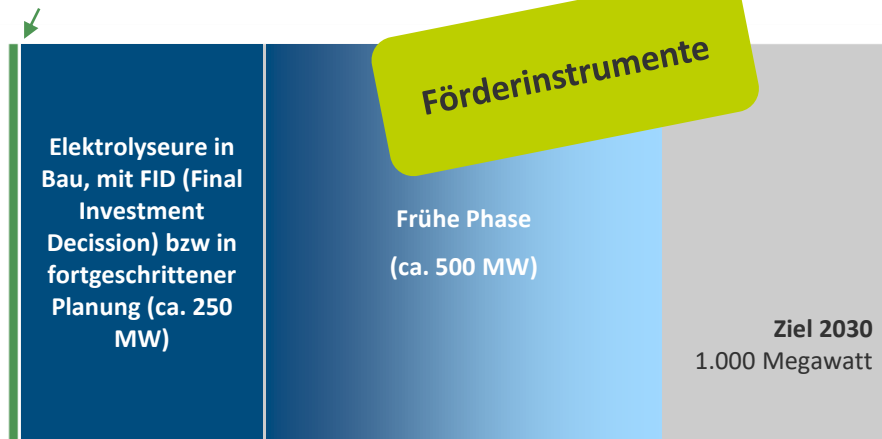 Förderinstrumente
Elektrolyseure in
Bau, mit FID (Final
Investment
Decission) bzw in
fortgeschrittener
Planung (ca. 250
MW)
Frühe Phase
(ca. 500 MW)
Ziel 2030
1.000 Megawatt